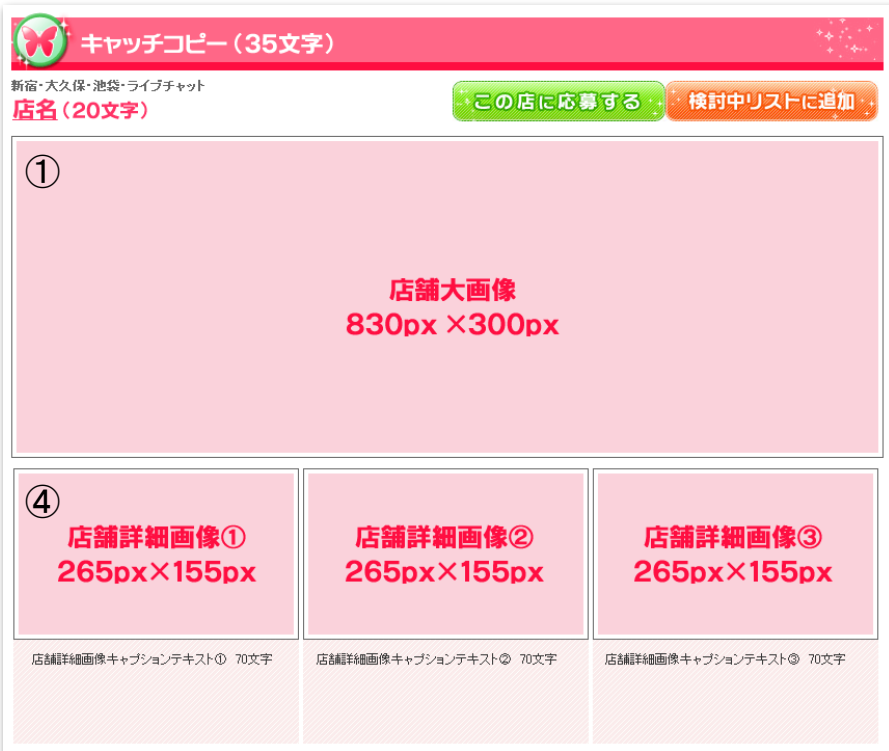 キャッチコピー（35文字）
新宿・大久保・池袋・ライブチャット
店名（20文字）
この店に応募する
検討中リストに追加
①
店舗大画像
830px ×300px
④
店舗詳細画像①
265px×155px
店舗詳細画像②
265px×155px
店舗詳細画像③
265px×155px
店舗詳細画像キャプションテキスト① 70文字
店舗詳細画像キャプションテキスト② 70文字
店舗詳細画像キャプションテキスト③ 70文字